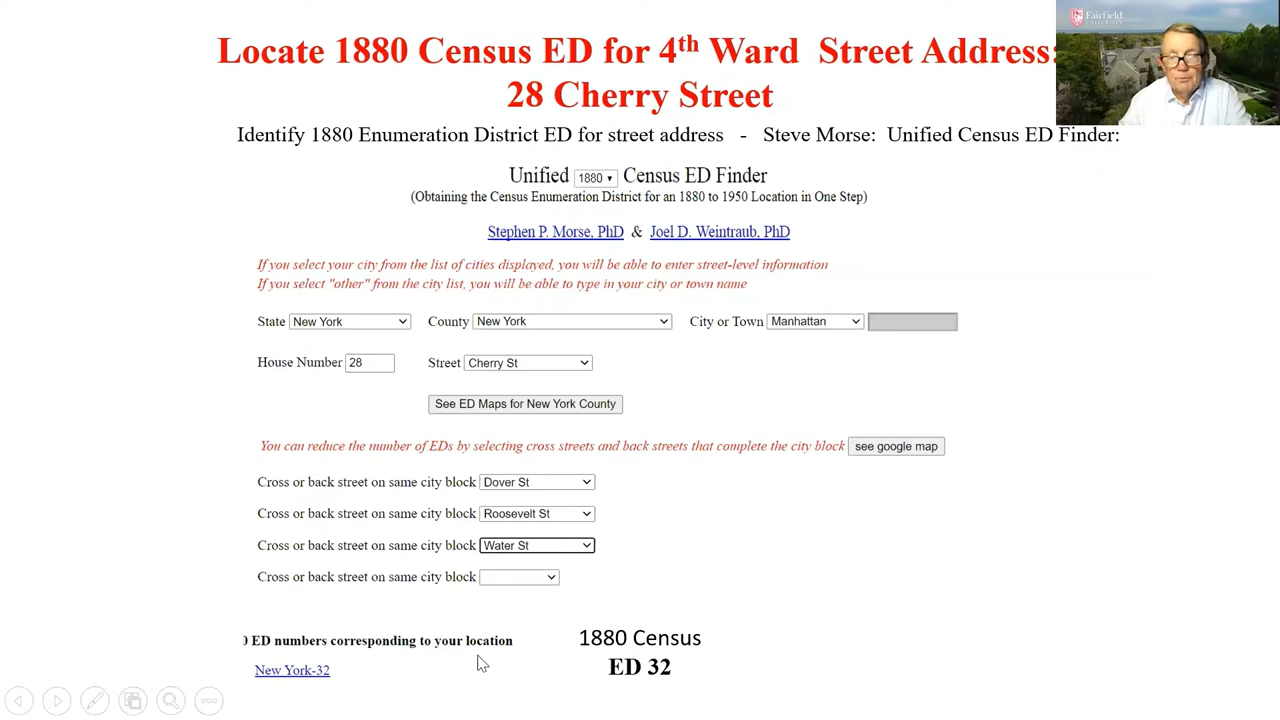 Locate 1880 Census ED for 4th Ward Street Address:
28 Cherry Street
Fairfield
UNIVERSITY
Identify 1880 Enumeration District ED for street address - Steve Morse: Unified Census ED Finder:
Unified 1880 Census ED Finder
(Obtaining the Census Enumeration District for an 1880 to 1950 Location in One Step)
Stephen P. Morse, PhD & Joel D. Weintraub, PhD
If you select your city from the list of cities displayed, you will be able to enter street-level information
If you select "other" from the city list, you will be able to type in your city or town name
State New York County New York City or Town Manhattan
House Number 28 Street Cherry St
See ED Maps for New York County
You can reduce the number of EDs by selecting cross streets and back streets that complete the city block see google map
Cross or back street on same city block Dover St
Cross or back street on same city block Roosevelt St
Cross or back street on same city block Water St
Cross or back street on same city block
0 ED numbers corresponding to your location
1880 Census
New York-32
ED 32